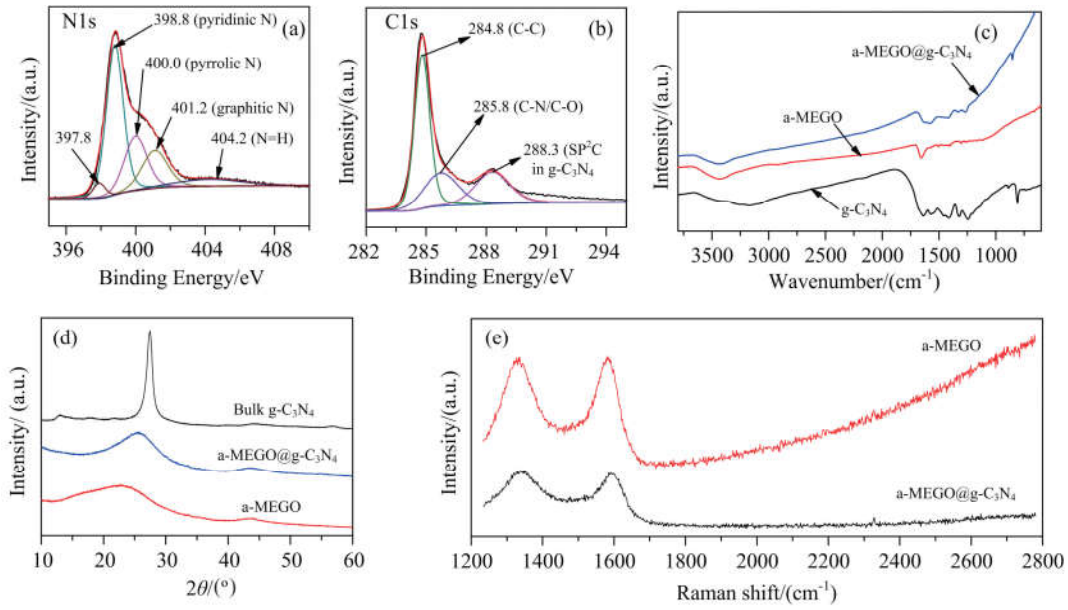 N1s
(a)
398.8 (pyridinic N)
400.0 (pyrrolic N)
401.2 (graphitic N)
404.2 (N=H)
397.8
Intensity/(a.u.)
396 400 404 408
Binding Energy/eV
C1s
(b)
284.8 (C-C)
285.8 (C-N/C-O)
288.3 (SP²C
in g-C₃N₄
Intensity/(a.u.)
282 285 288 291 294
Binding Energy/eV
(c)
a-MEGO@g-C₃N₄
a-MEGO
g-C₃N₄
Intensity/(a.u.)
3500 3000 2500 2000 1500 1000
Wavenumber/(cm⁻¹)
(d)
Bulk g-C₃N₄
a-MEGO@g-C₃N₄
a-MEGO
Intensity/ (a.u.)
10 20 30 40 50 60
2θ/(°)
(e)
a-MEGO
a-MEGO@g-C₃N₄
Intensity/(a.u.)
1200 1400 1600 1800 2000 2200 2400 2600 2800
Raman shift/(cm⁻¹)